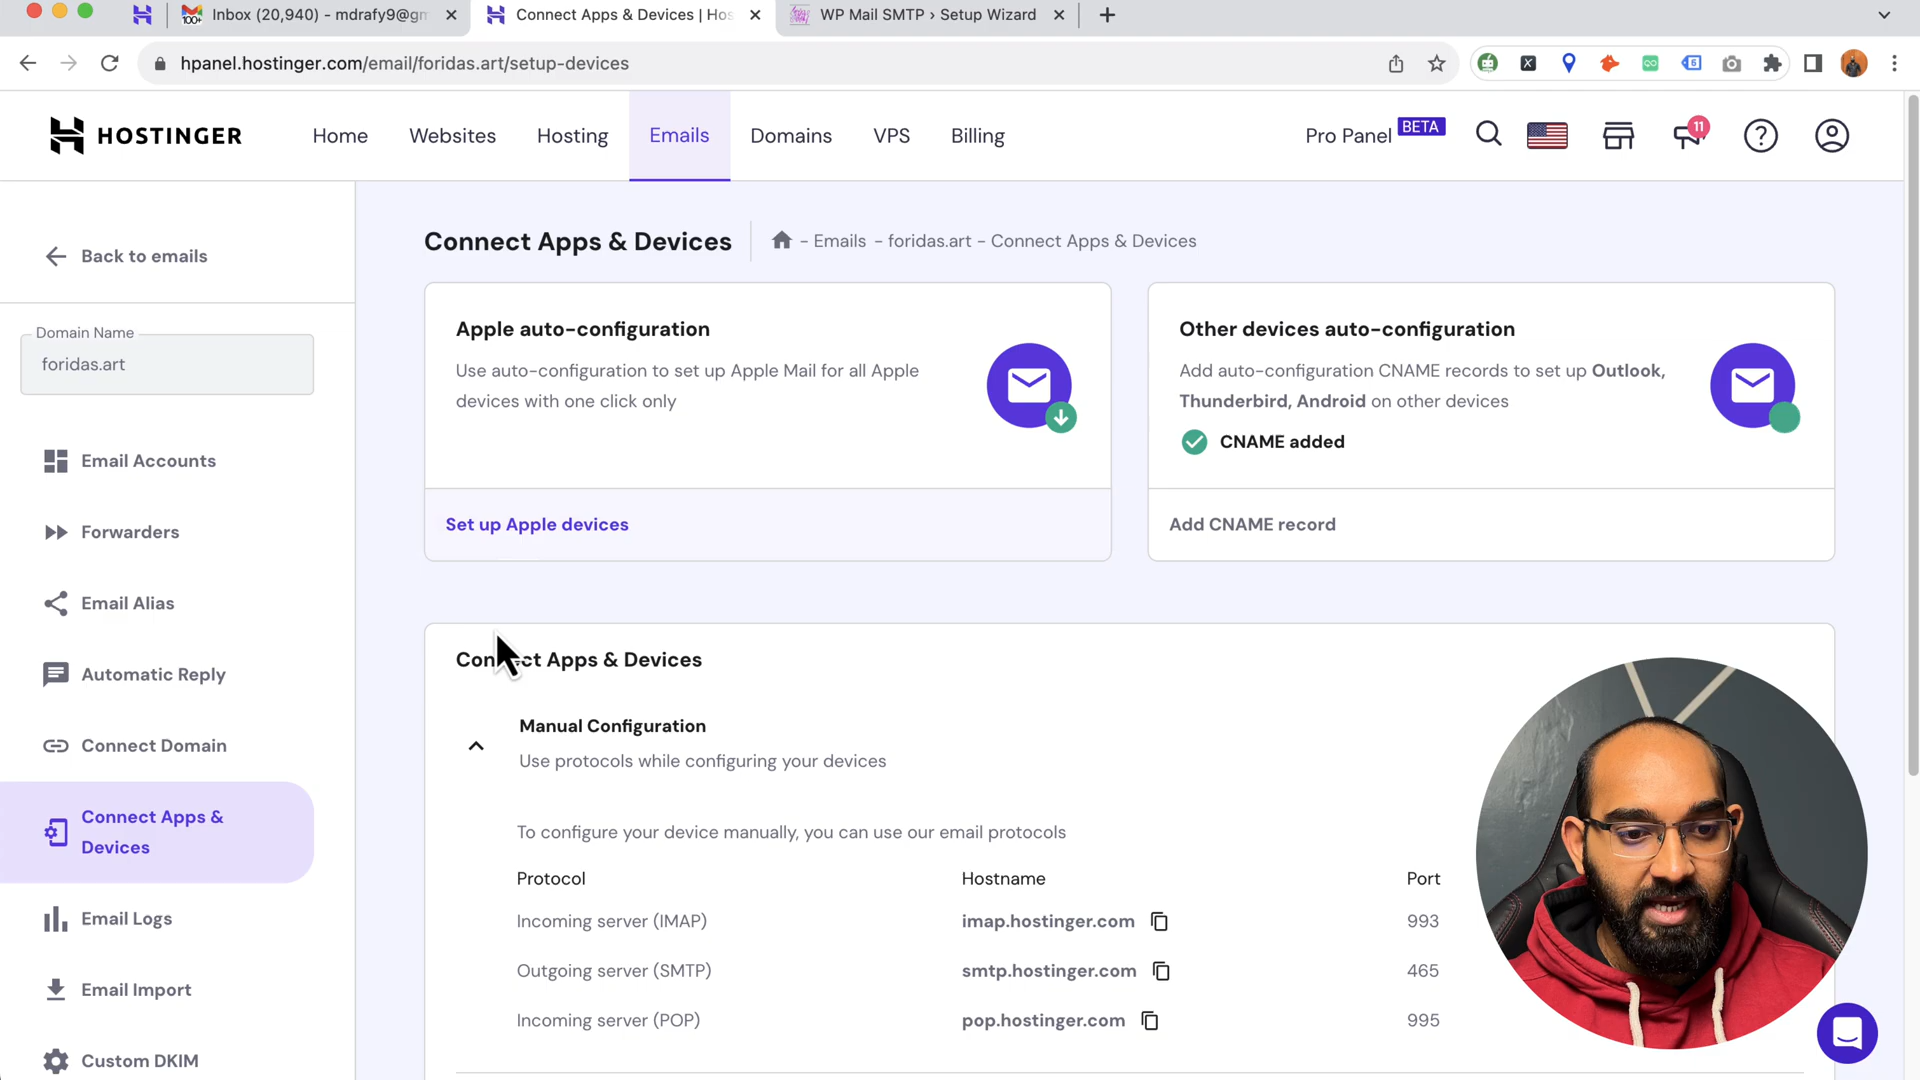 Inbox (20,940) - mdrafy9@gm
Connect Apps & Devices | Hos
WP Mail SMTP › Setup Wizard
100+
hpanel.hostinger.com/email/foridas.art/setup-devices
HOSTINGER
Home
Websites
Hosting
Emails
Domains
VPS
Billing
Pro Panel BETA
11
Back to emails
Connect Apps & Devices
- Emails - foridas.art - Connect Apps & Devices
Domain Name
foridas.art
Apple auto-configuration
Use auto-configuration to set up Apple Mail for all Apple
devices with one click only
Set up Apple devices
Other devices auto-configuration
Add auto-configuration CNAME records to set up Outlook,
Thunderbird, Android on other devices
CNAME added
Add CNAME record
Email Accounts
Forwarders
Email Alias
Automatic Reply
Connect Domain
Connect Apps &
Devices
Email Logs
Email Import
Custom DKIM
Connect Apps & Devices
Manual Configuration
Use protocols while configuring your devices
To configure your device manually, you can use our email protocols
Protocol Hostname Port
Incoming server (IMAP) imap.hostinger.com 993
Outgoing server (SMTP) smtp.hostinger.com 465
Incoming server (POP) pop.hostinger.com 995